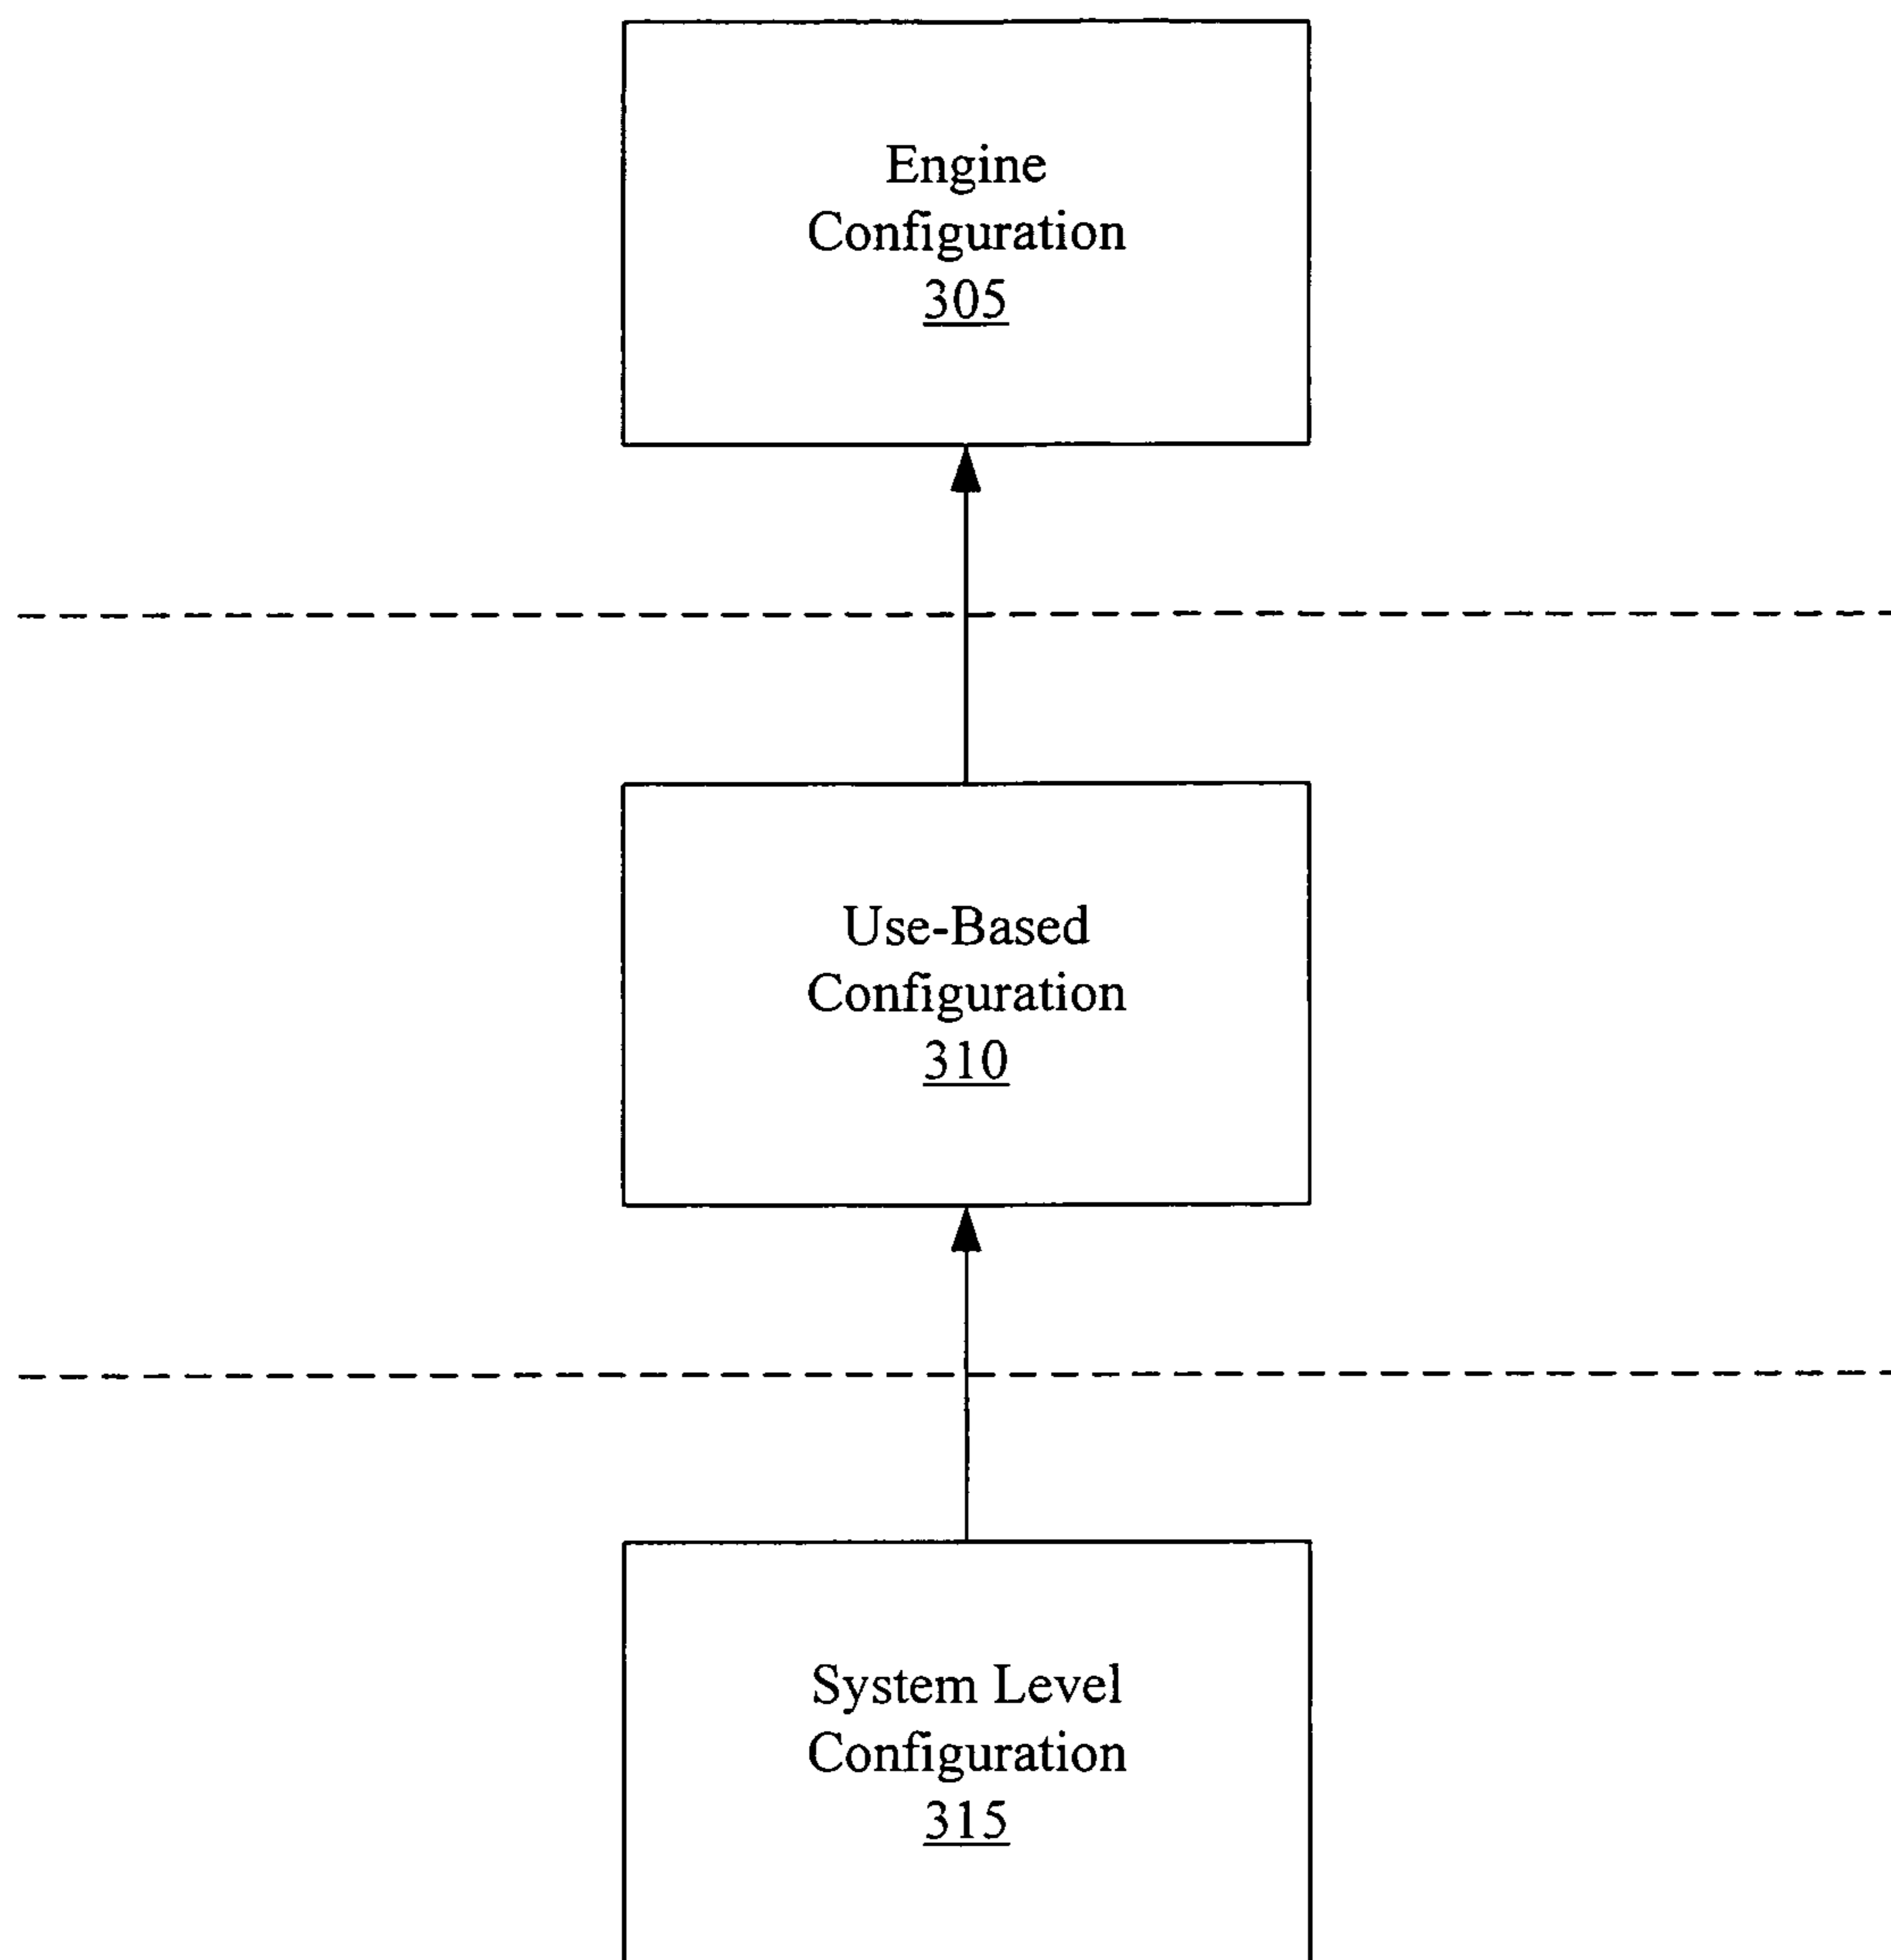 Engine
Configuration
305
Use-Based
Configuration
310
System Level
Configuration
315